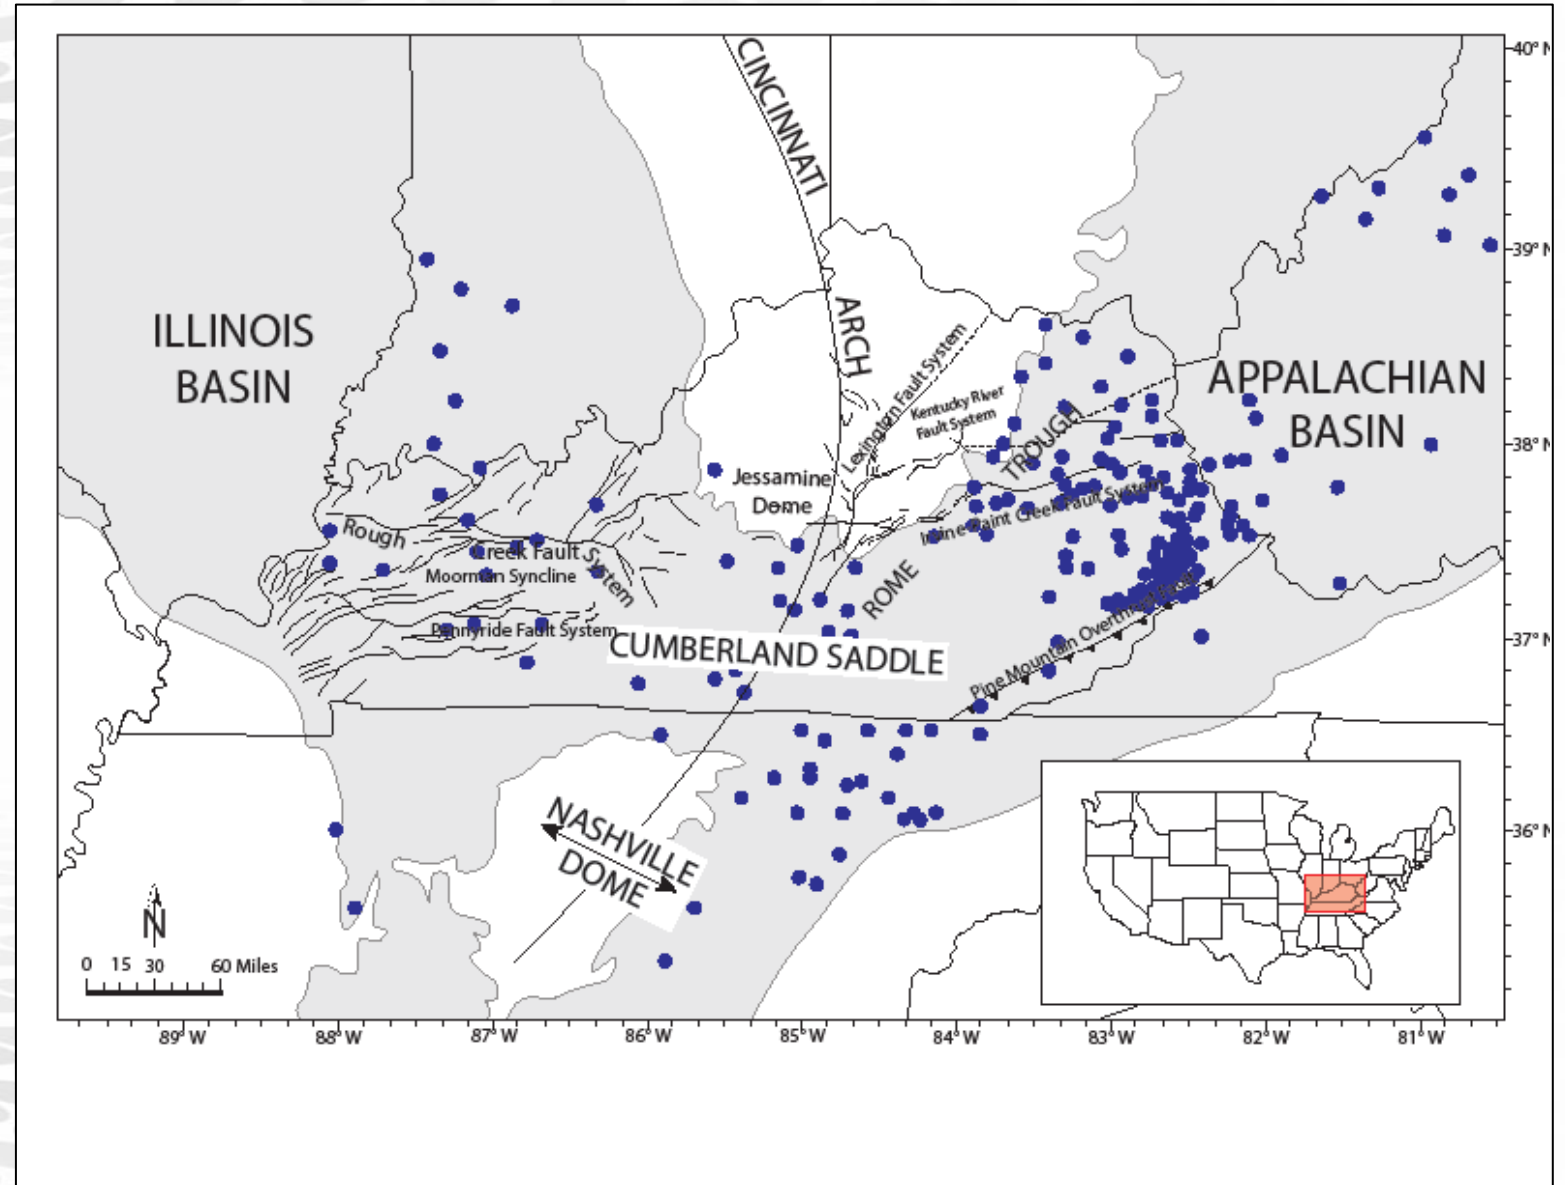 40° N
CINCINNATI
39° N
ARCH
ILLINOIS
BASIN
Lexington Fault System
Kentucky River
Fault System
APPALACHIAN
BASIN
38° N
TROUGH
Jessamine
Dome
Rough
Creek Fault
System
Irvine Paint Creek Fault System
Moorman Syncline
ROME
Pennyride Fault System
CUMBERLAND SADDLE
37° N
Pine Mountain Overthrust Fault
NASHVILLE
DOME
36° N
N
0 15 30 60 Miles
89° W 88° W 87° W 86° W 85° W 84° W 83° W 82° W 81° W